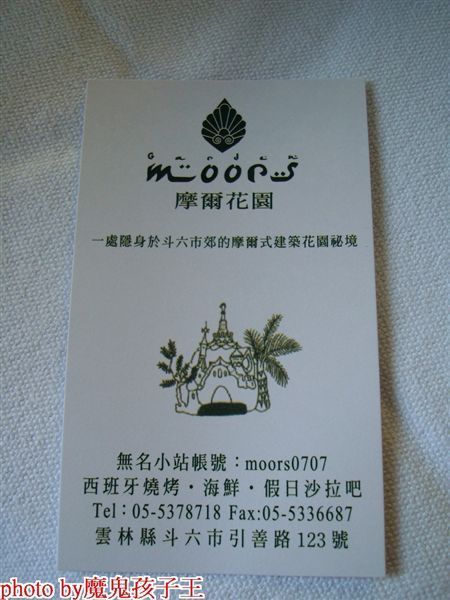 Garden
moors
摩爾花園
一處隱身於斗六市郊的摩爾式建築花園祕境
無名小站帳號：moors0707
西班牙燒烤・海鮮・假日沙拉吧
Tel：05-5378718 Fax:05-5336687
雲林縣斗六市引善路123號
photo by魔鬼孩子王